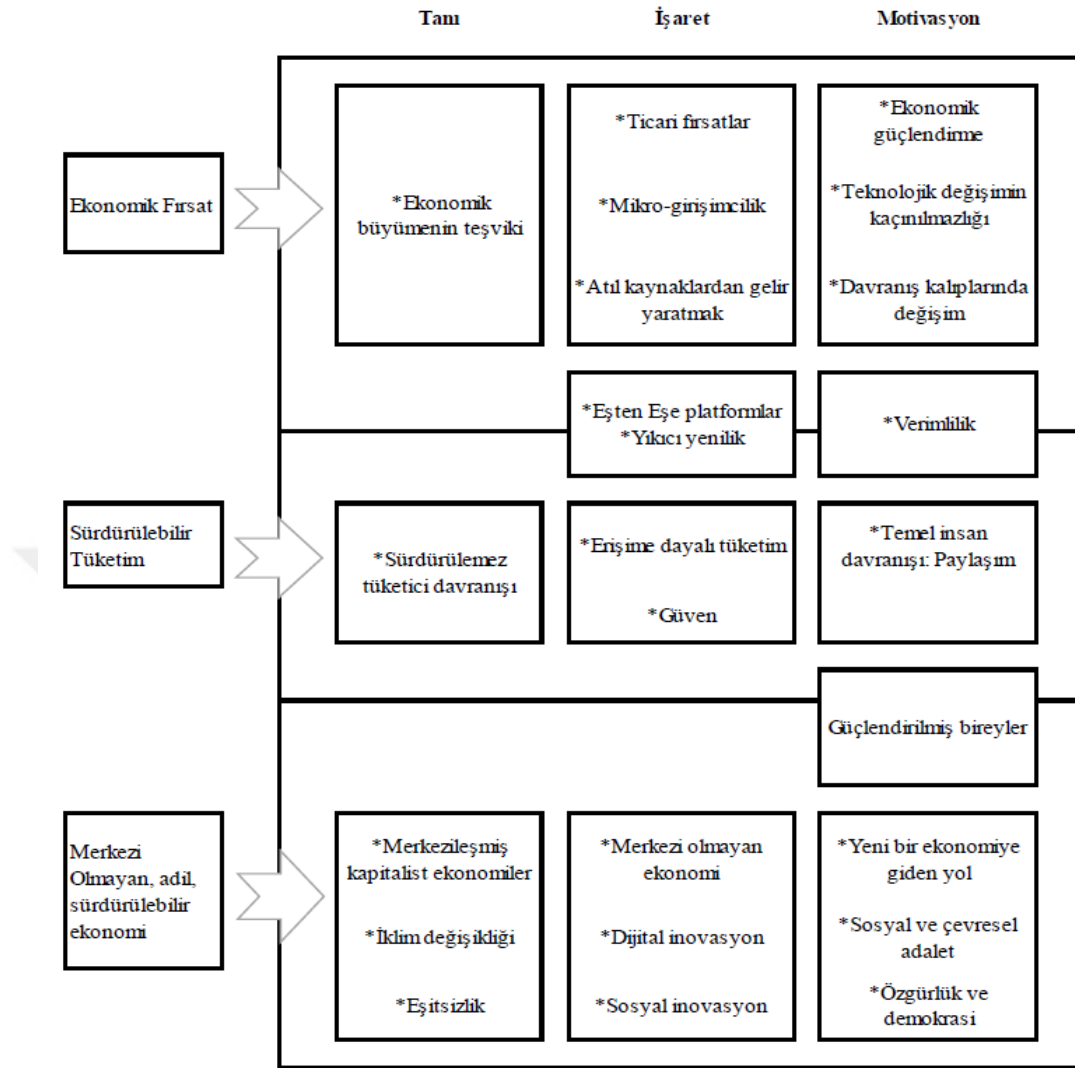 Tanı
İşaret
Motivasyon
Ekonomik Fırsat
*Ekonomik
büyümenin teşviki
*Ticari fırsatlar
*Mikro-girişimcilik
*Atıl kaynaklardan gelir
yaratmak
*Ekonomik
güçlendirme
*Teknolojik değişimin
kaçınılmazlığı
*Davranış kalıplarında
değişim
*Eşten Eşe platformlar
*Yıkıcı yenilik
*Verimlilik
Sürdürülebilir
Tüketim
*Sürdürülemez
tüketici davranışı
*Erişime dayalı tüketim
*Güven
*Temel insan
davranışı: Paylaşım
Güçlendirilmiş bireyler
Merkezi
Olmayan, adil,
sürdürülebilir
ekonomi
*Merkezileşmiş
kapitalist ekonomiler
*İklim değişikliği
*Eşitsizlik
*Merkezi olmayan
ekonomi
*Dijital inovasyon
*Sosyal inovasyon
*Yeni bir ekonomiye
giden yol
*Sosyal ve çevresel
adalet
*Özgürlük ve
demokrasi